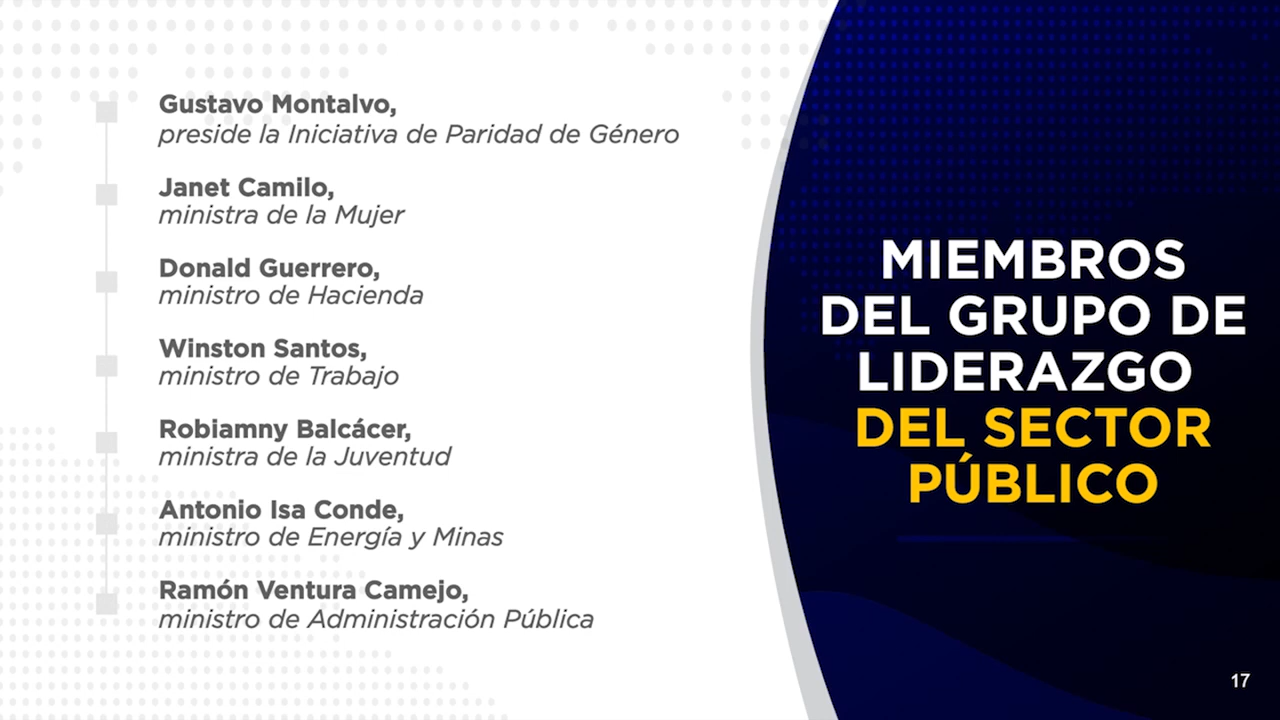 Gustavo Montalvo,
preside la Iniciativa de Paridad de Género
Janet Camilo,
ministra de la Mujer
Donald Guerrero,
ministro de Hacienda
Winston Santos,
ministro de Trabajo
Robiamny Balcácer,
ministra de la Juventud
Antonio Isa Conde,
ministro de Energía y Minas
Ramón Ventura Camejo,
ministro de Administración Pública
MIEMBROS
DEL GRUPO DE
LIDERAZGO
DEL SECTOR
PÚBLICO
17